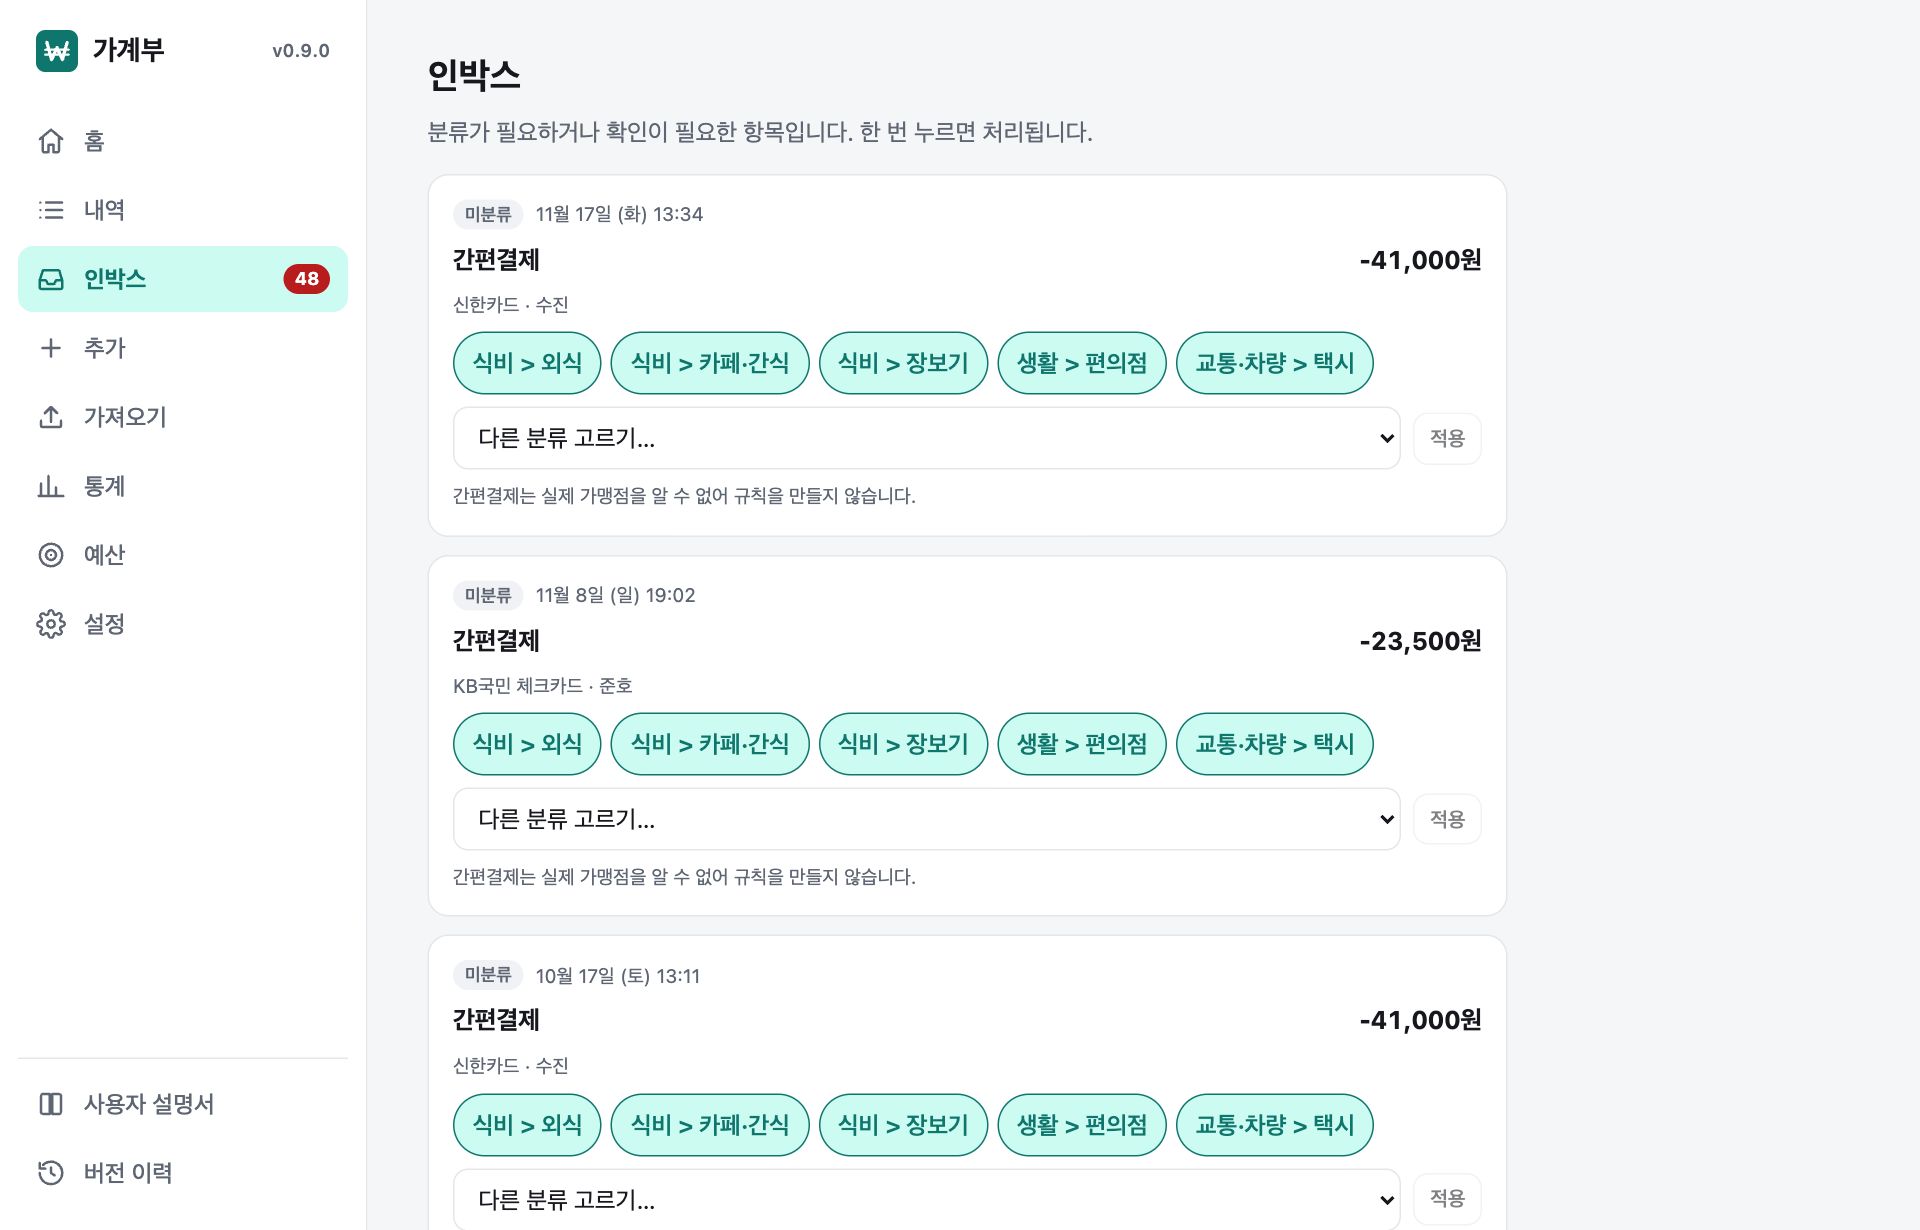 가계부 v0.9.0
홈
내역
인박스 48
추가
가져오기
통계
예산
설정
사용자 설명서
버전 이력
인박스
분류가 필요하거나 확인이 필요한 항목입니다. 한 번 누르면 처리됩니다.
미분류 11월 17일 (화) 13:34
간편결제 -41,000원
신한카드 · 수진
식비 > 외식 식비 > 카페·간식 식비 > 장보기 생활 > 편의점 교통·차량 > 택시
다른 분류 고르기... 적용
간편결제는 실제 가맹점을 알 수 없어 규칙을 만들지 않습니다.
미분류 11월 8일 (일) 19:02
간편결제 -23,500원
KB국민 체크카드 · 준호
식비 > 외식 식비 > 카페·간식 식비 > 장보기 생활 > 편의점 교통·차량 > 택시
다른 분류 고르기... 적용
간편결제는 실제 가맹점을 알 수 없어 규칙을 만들지 않습니다.
미분류 10월 17일 (토) 13:11
간편결제 -41,000원
신한카드 · 수진
식비 > 외식 식비 > 카페·간식 식비 > 장보기 생활 > 편의점 교통·차량 > 택시
다른 분류 고르기... 적용